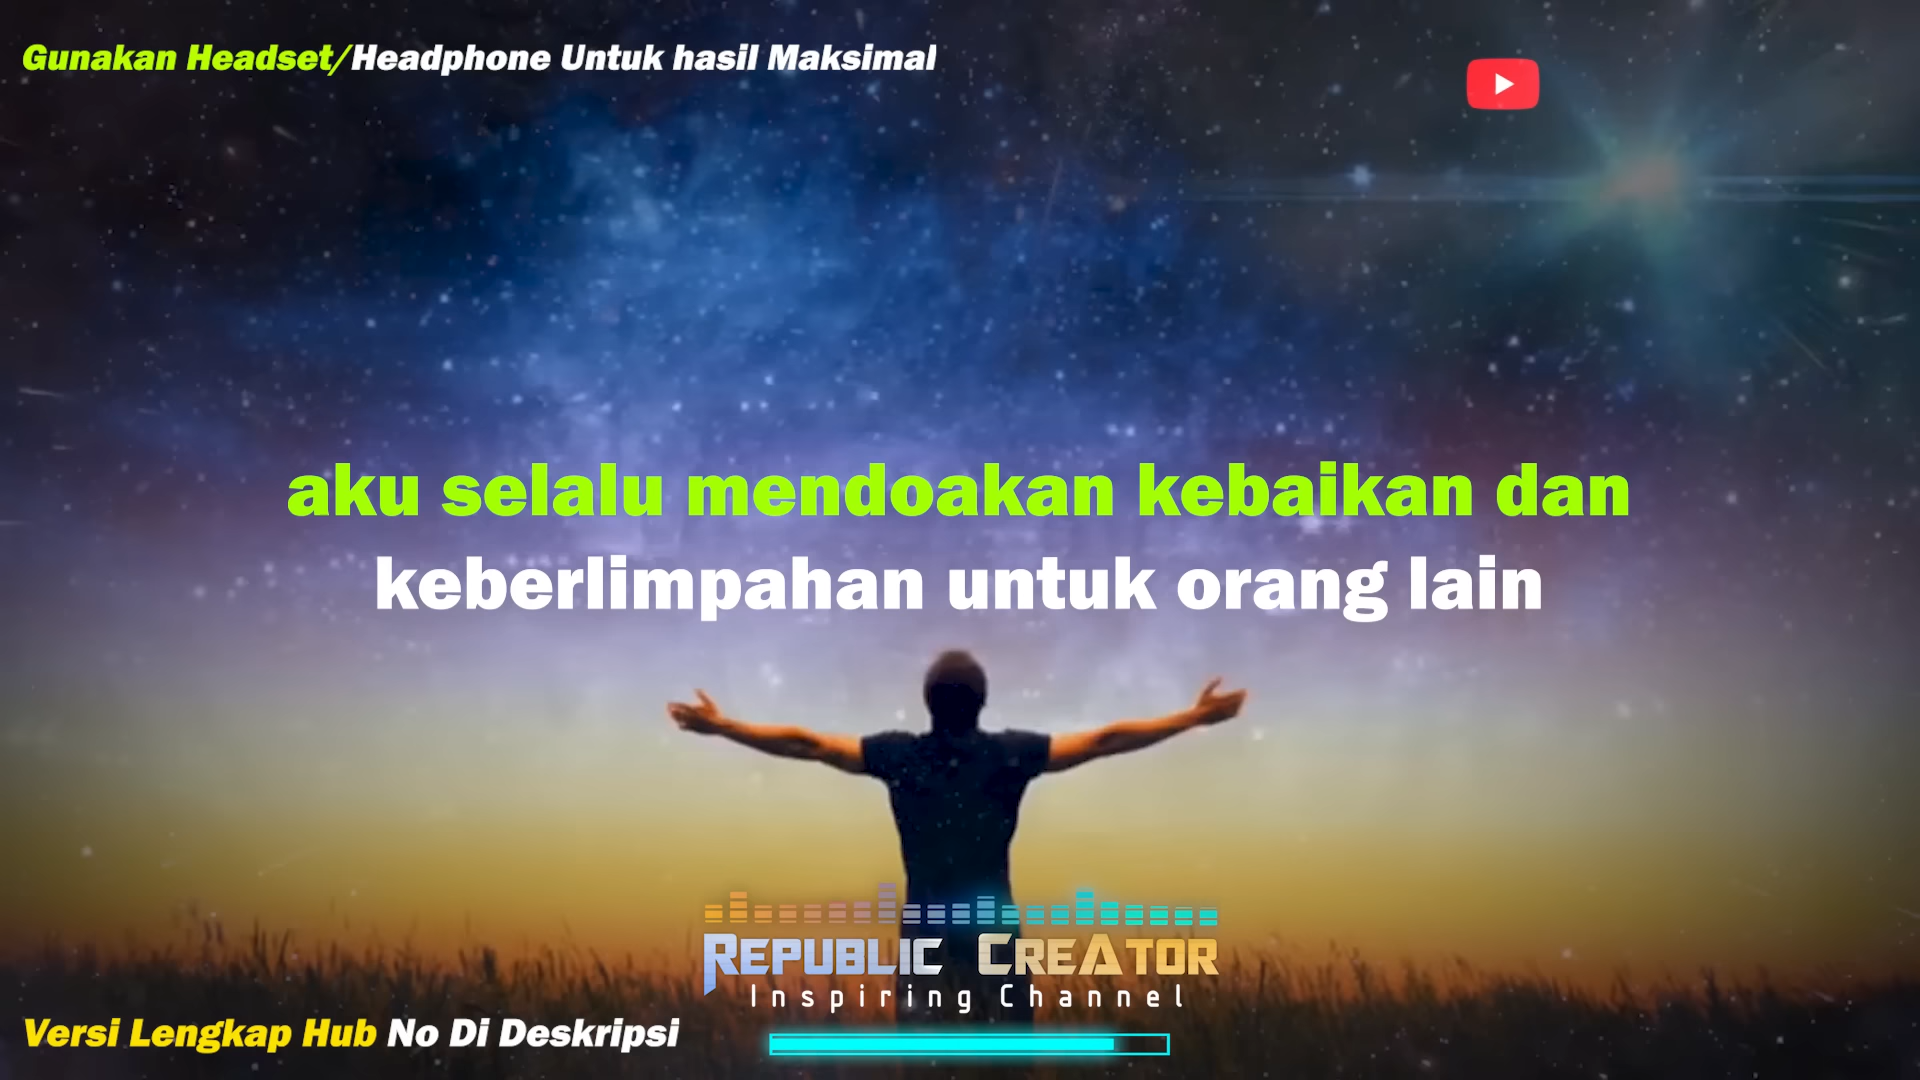 Gunakan Headset/Headphone Untuk hasil Maksimal
aku selalu mendoakan kebaikan dan
keberlimpahan untuk orang lain
REPUBLIC CREATOR
Inspiring Channel
Versi Lengkap Hub No Di Deskripsi